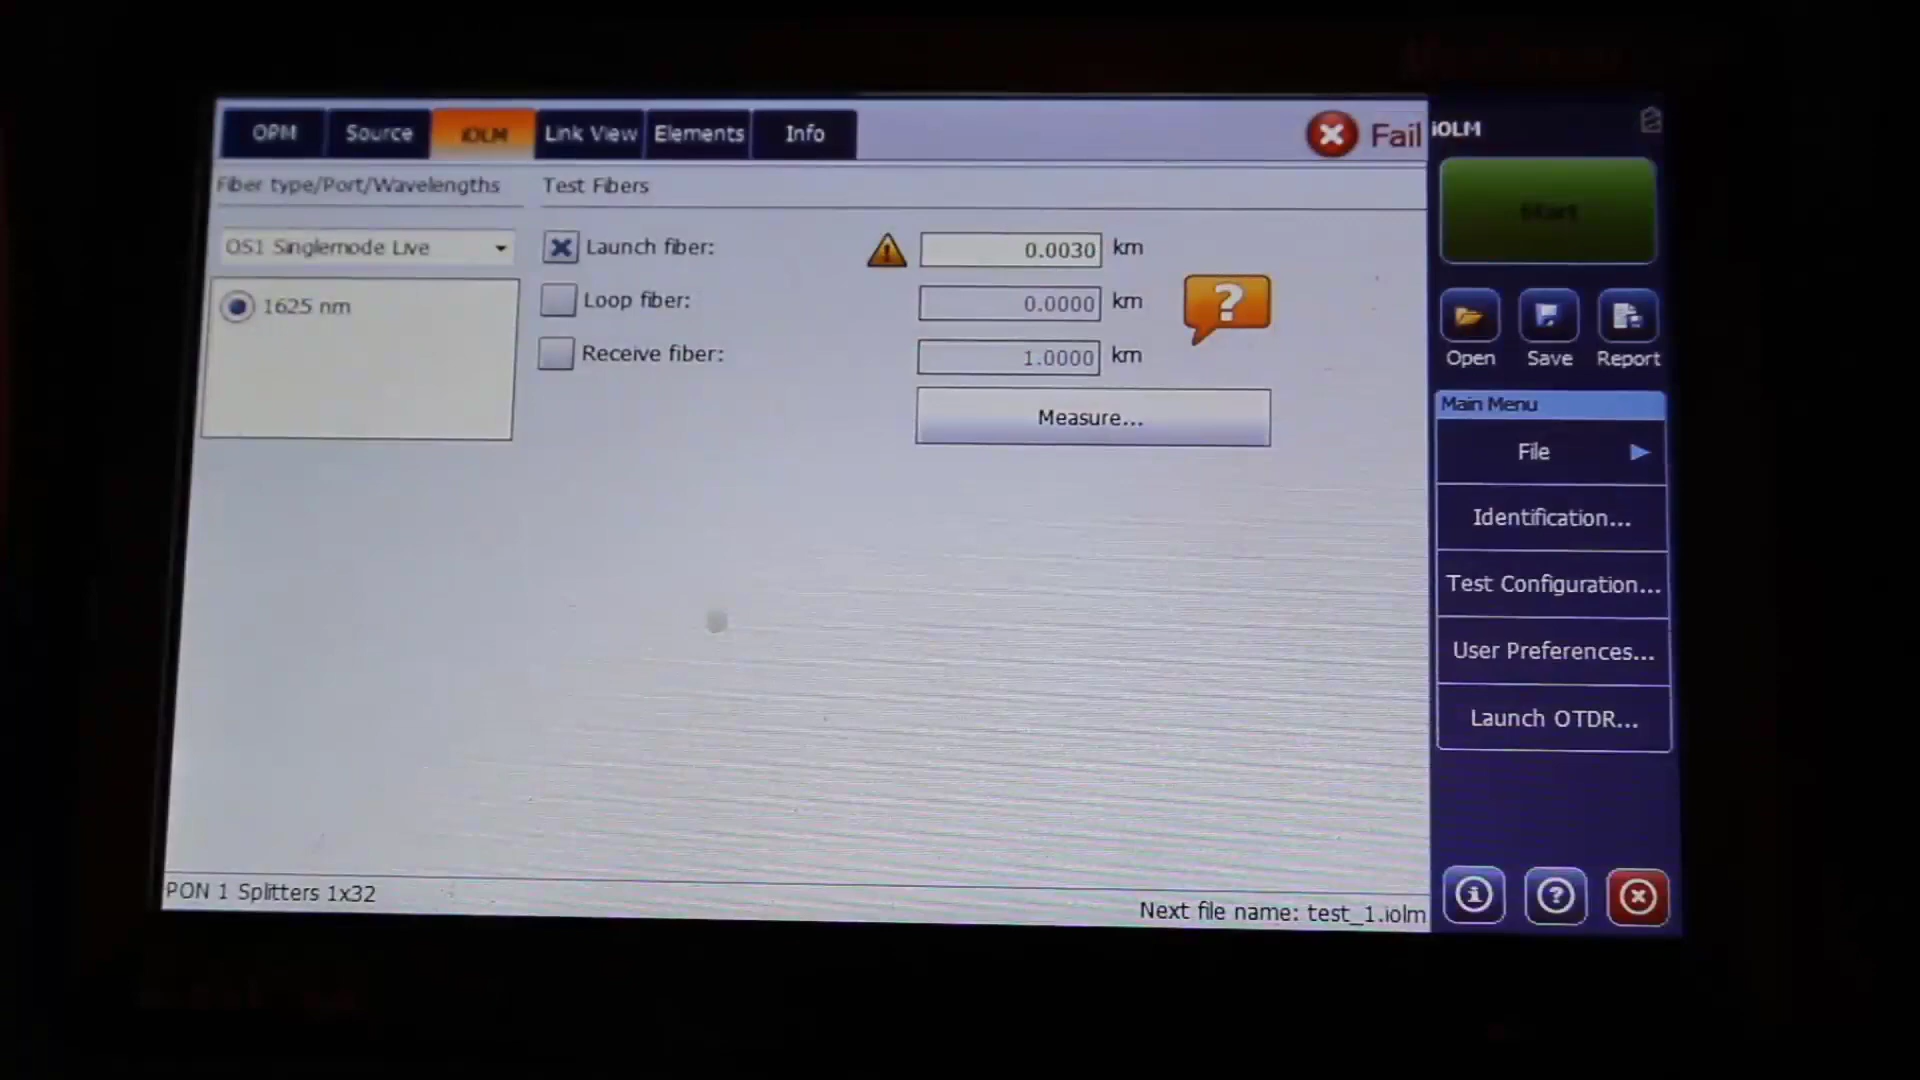 OPM Source iOLM Link View Elements Info Fail
Fiber type/Port/Wavelengths
OS1 Singlemode Live
1625 nm
Test Fibers
Launch fiber: 0.0030 km
Loop fiber: 0.0000 km
Receive fiber: 1.0000 km
Measure...
PON 1 Splitters 1x32
Next file name: test_1.iolm
iOLM
Start
Open Save Report
Main Menu
File
Identification...
Test Configuration...
User Preferences...
Launch OTDR...